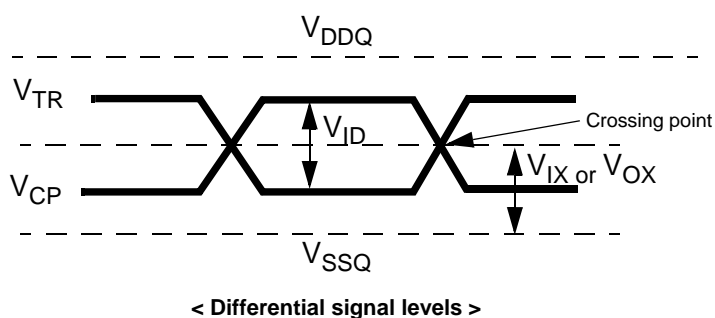 VDDQ
VTR
Crossing point
VID
VIX or VOX
VCP
VSSQ
< Differential signal levels >